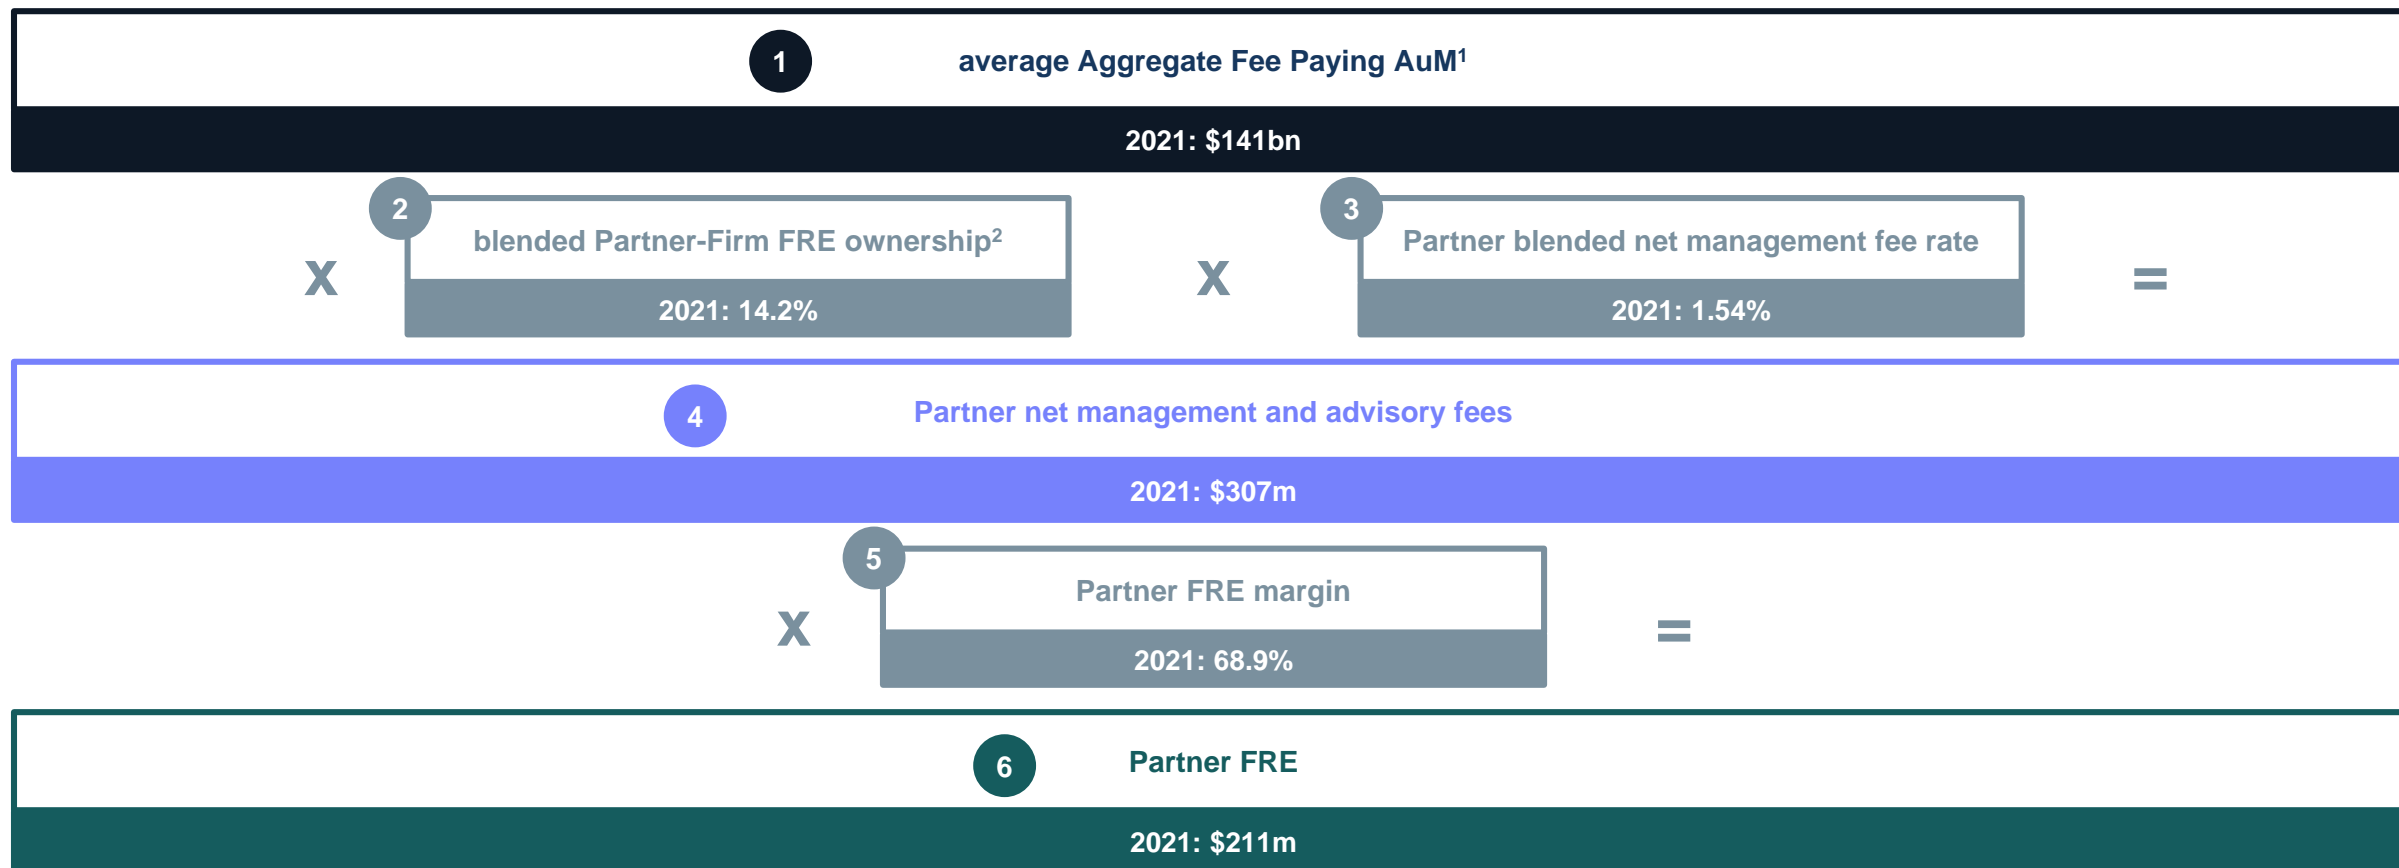 1
average Aggregate Fee Paying AuM¹
2021: $141bn
x
2
blended Partner-Firm FRE ownership²
2021: 14.2%
x
3
Partner blended net management fee rate
2021: 1.54%
=
4
Partner net management and advisory fees
2021: $307m
x
5
Partner FRE margin
2021: 68.9%
=
6
Partner FRE
2021: $211m